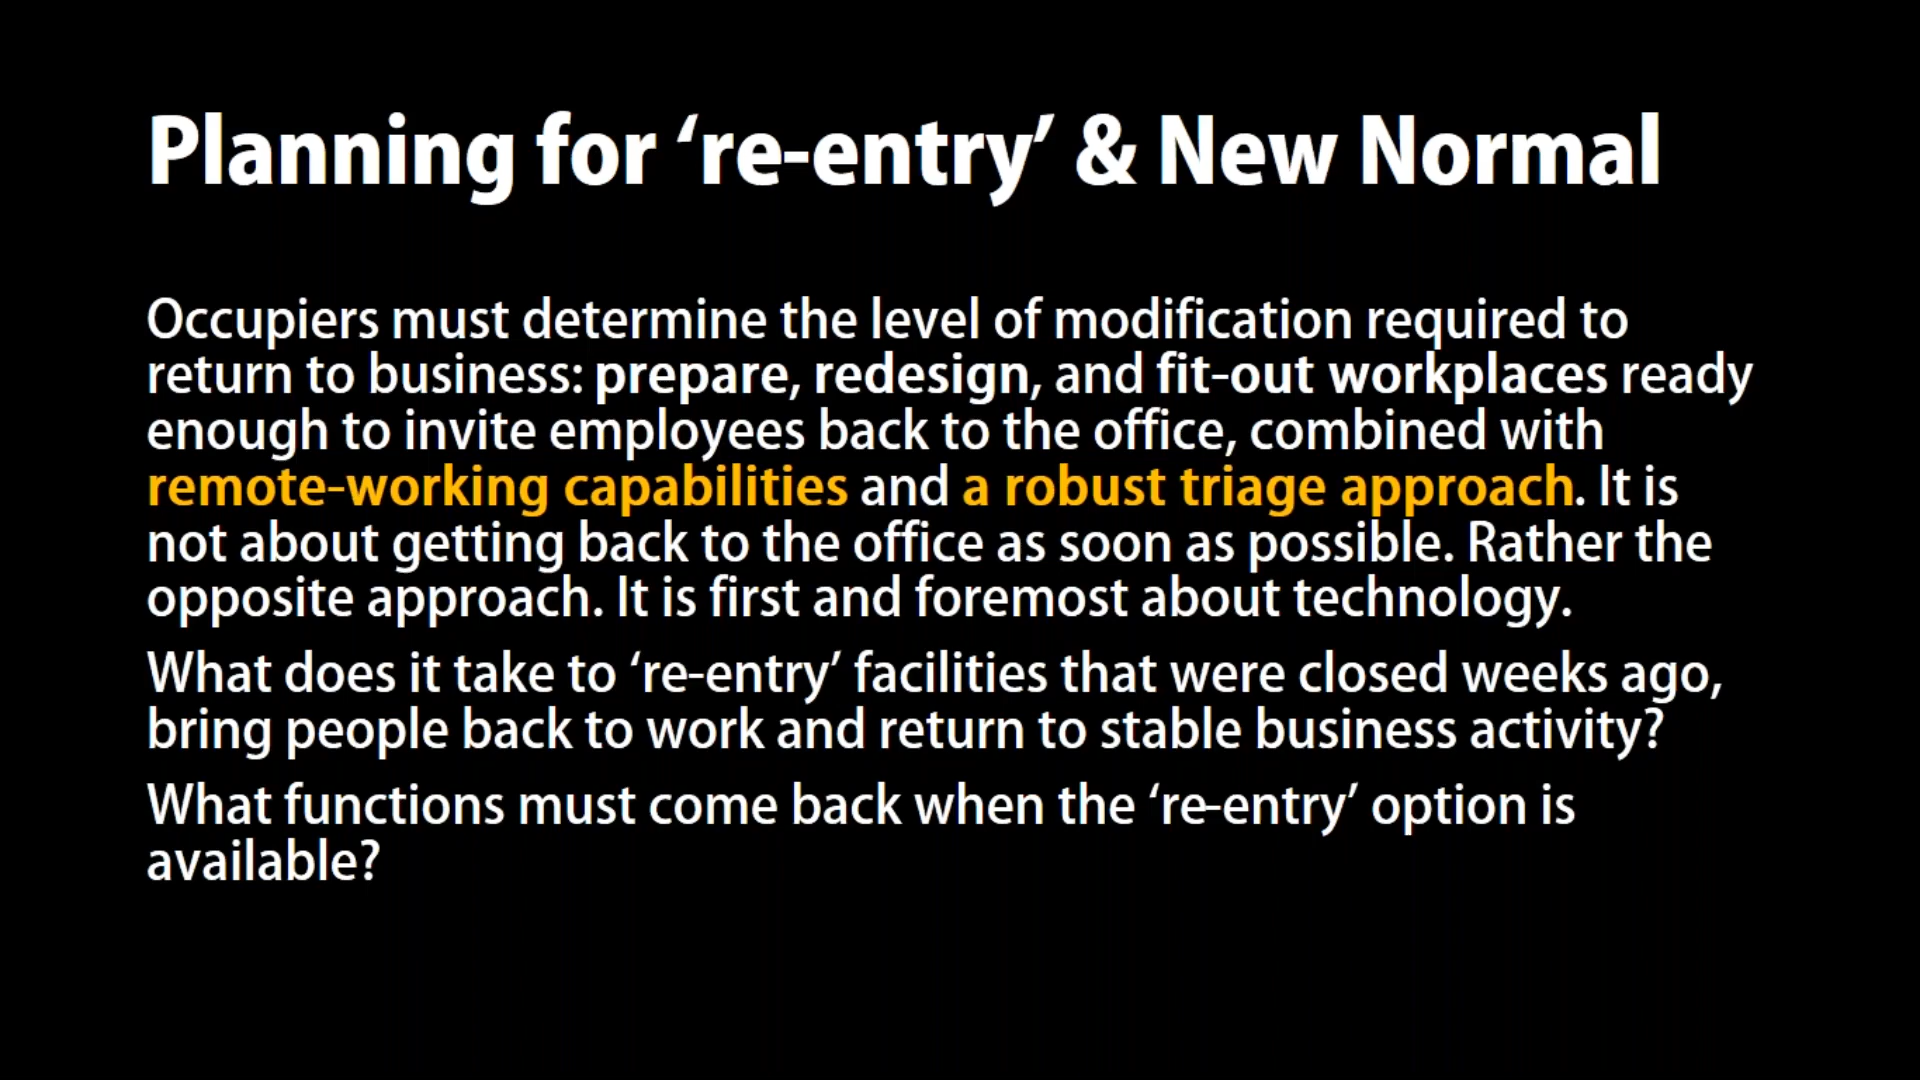 Planning for ‘re-entry’ & New Normal
Occupiers must determine the level of modification required to
return to business: prepare, redesign, and fit-out workplaces ready
enough to invite employees back to the office, combined with
remote-working capabilities and a robust triage approach. It is
not about getting back to the office as soon as possible. Rather the
opposite approach. It is first and foremost about technology.
What does it take to ‘re-entry’ facilities that were closed weeks ago,
bring people back to work and return to stable business activity?
What functions must come back when the ‘re-entry’ option is
available?